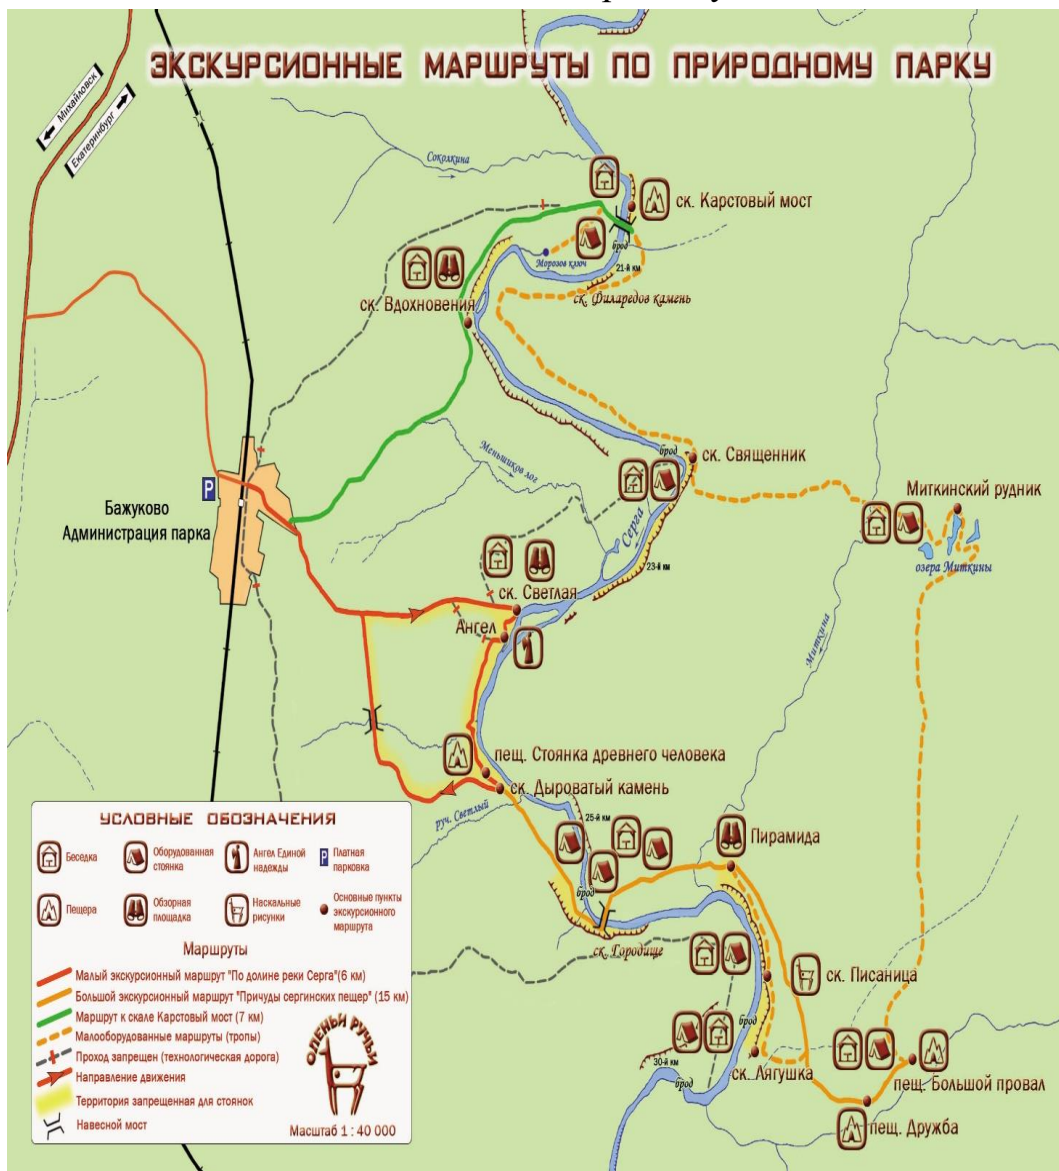 ЭКСКУРСИОННЫЕ МАРШРУТЫ ПО ПРИРОДНОМУ ПАРКУ
Михайловск
Екатеринбург
Соколкина
ск. Карстовый мост
брод
Морозов ключ
21-й км
ск. Филаредов камень
ск. Вдохновения
Меньшиков лог
брод
ск. Священник
Миткинский рудник
P
Бажуково
Администрация парка
Серга
озера Миткины
23-й км
ск. Светлая
Ангел
Миткина
пещ. Стоянка древнего человека
ск. Дыроватый камень
руч. Светлый
25-й км
Пирамида
брод
ск. Городище
ск. Писаница
брод
30-й км
брод
ск. Лягушка
пещ. Большой провал
пещ. Дружба
УСЛОВНЫЕ ОБОЗНАЧЕНИЯ
Беседка
Оборудованная
стоянка
Ангел Единой
надежды
P
Платная
парковка
Пещера
Обзорная
площадка
Наскальные
рисунки
Основные пункты
экскурсионного
маршрута
Маршруты
Малый экскурсионный маршрут "По долине реки Серга"(6 км)
Большой экскурсионный маршрут "Причуды сергинских пещер" (15 км)
Маршрут к скале Карстовый мост (7 км)
Малооборудованные маршруты (тропы)
Проход запрещен (технологическая дорога)
Направление движения
Территория запрещенная для стоянок
Навесной мост
ОЛЕНЬИ РУЧЬИ
Масштаб 1 : 40 000